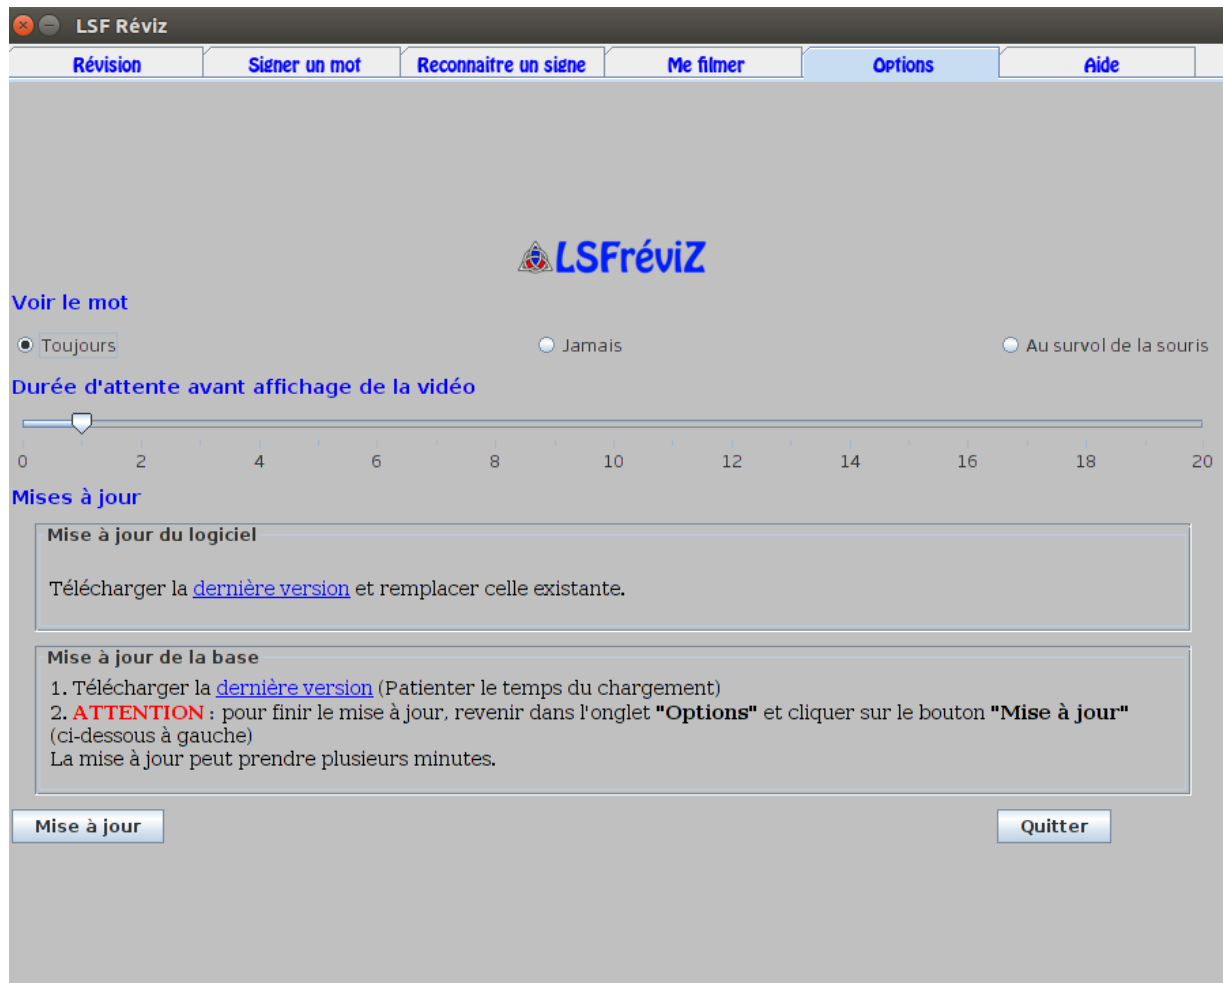 LSF Réviz
Révision Signer un mot Reconnaitre un signe Me filmer Options Aide
LSFréviZ
Voir le mot
Toujours Jamais Au survol de la souris
Durée d'attente avant affichage de la vidéo
0 2 4 6 8 10 12 14 16 18 20
Mises à jour
Mise à jour du logiciel
Télécharger la dernière version et remplacer celle existante.
Mise à jour de la base
1. Télécharger la dernière version (Patienter le temps du chargement)
2. ATTENTION : pour finir le mise à jour, revenir dans l'onglet "Options" et cliquer sur le bouton "Mise à jour"
(ci-dessous à gauche)
La mise à jour peut prendre plusieurs minutes.
Mise à jour Quitter